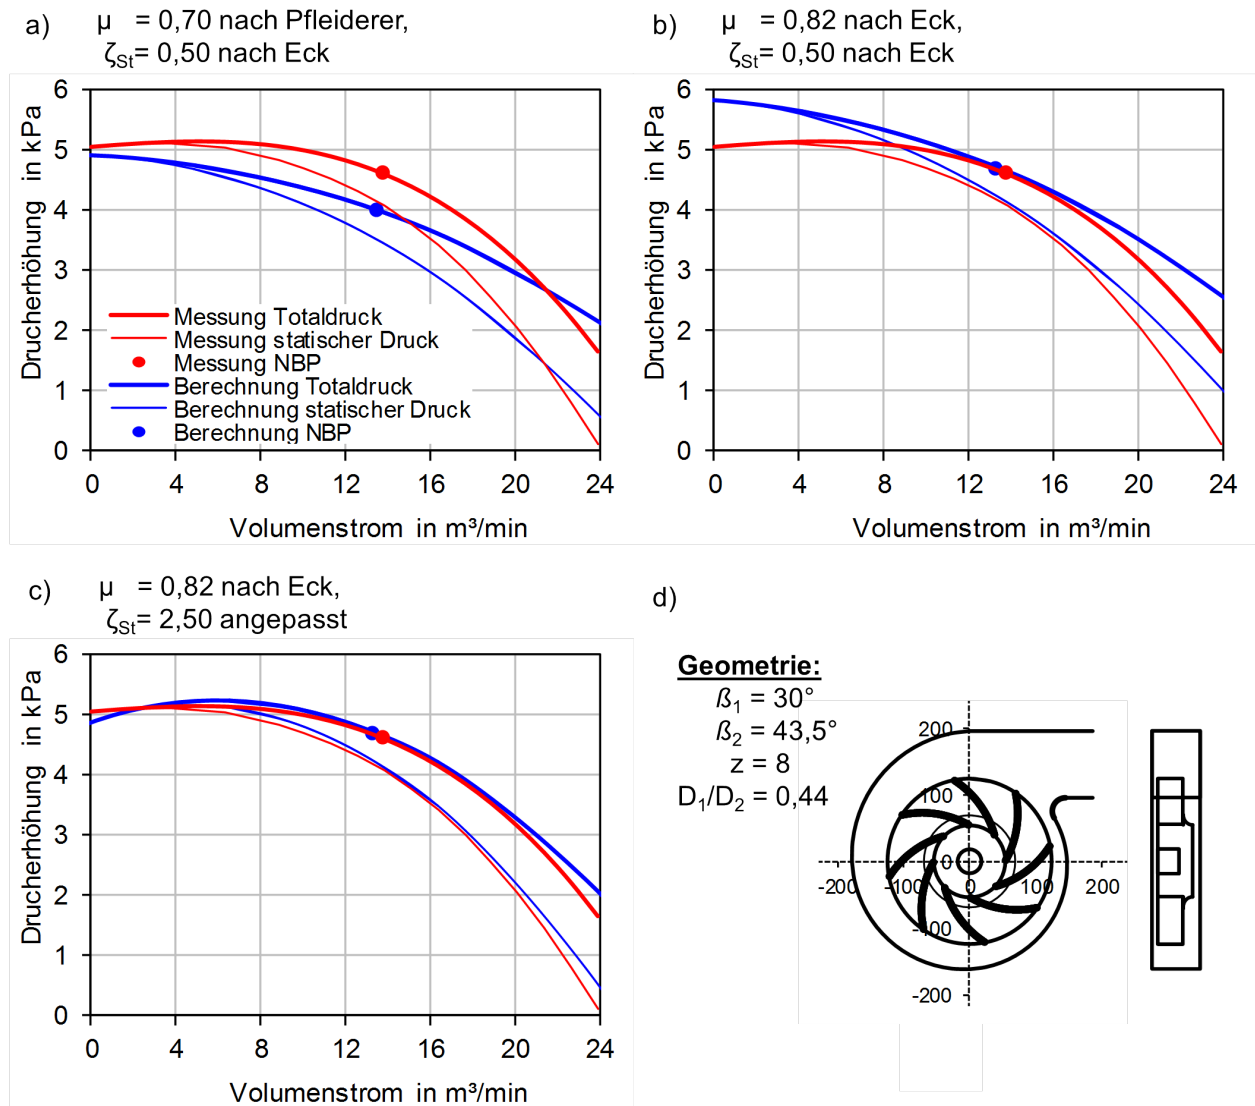 a)
µ = 0,70 nach Pfleiderer,
ζSt= 0,50 nach Eck
Drucherhöhung in kPa
6
5
4
3
2
1
0
Messung Totaldruck
Messung statischer Druck
Messung NBP
Berechnung Totaldruck
Berechnung statischer Druck
Berechnung NBP
0 4 8 12 16 20 24
Volumenstrom in m³/min
b)
µ = 0,82 nach Eck,
ζSt= 0,50 nach Eck
Drucherhöhung in kPa
6
5
4
3
2
1
0
0 4 8 12 16 20 24
Volumenstrom in m³/min
c)
µ = 0,82 nach Eck,
ζSt= 2,50 angepasst
Drucherhöhung in kPa
6
5
4
3
2
1
0
0 4 8 12 16 20 24
Volumenstrom in m³/min
d)
Geometrie:
ß1 = 30°
ß2 = 43,5°
z = 8
D1/D2 = 0,44
200
100
0
-100
-200
-200 -100 0 100 200